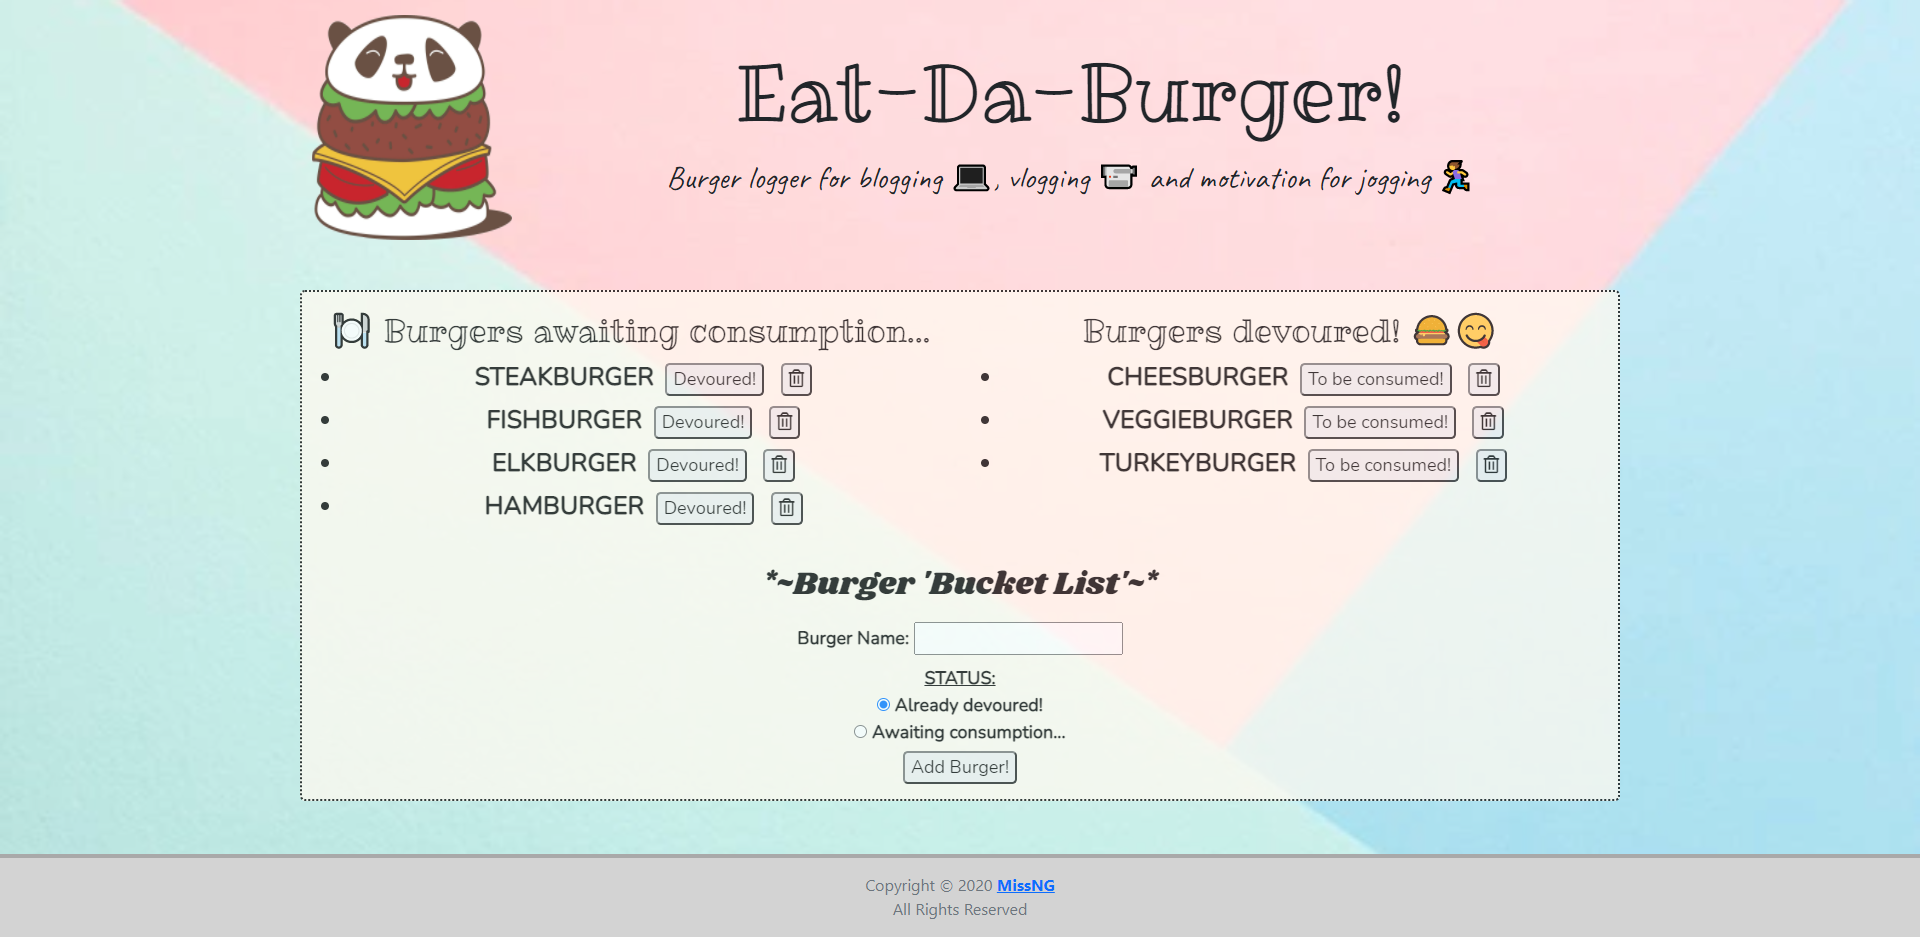 Eat-Da-Burger!
Burger logger for blogging 💻, vlogging 📹 and motivation for jogging 🏃‍♀️
🍽️ Burgers awaiting consumption...
• STEAKBURGER Devoured!
• FISHBURGER Devoured!
• ELKBURGER Devoured!
• HAMBURGER Devoured!
Burgers devoured! 🍔😋
• CHEESBURGER To be consumed!
• VEGGIEBURGER To be consumed!
• TURKEYBURGER To be consumed!
*~Burger 'Bucket List'~*
Burger Name:
STATUS:
Already devoured!
Awaiting consumption...
Add Burger!
Copyright © 2020 MissNG
All Rights Reserved